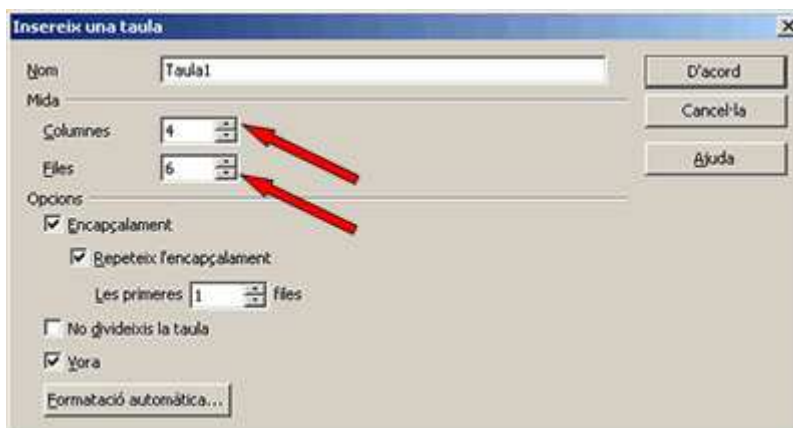 Insereix una taula
Nom Taula1 D'acord
Mida Cancel·la
Columnes 4
Files 6 Ajuda
Opcions
Encapçalament
Repeteix l'encapçalament
Les primeres 1 files
No divideixis la taula
Vora
Formatació automàtica...